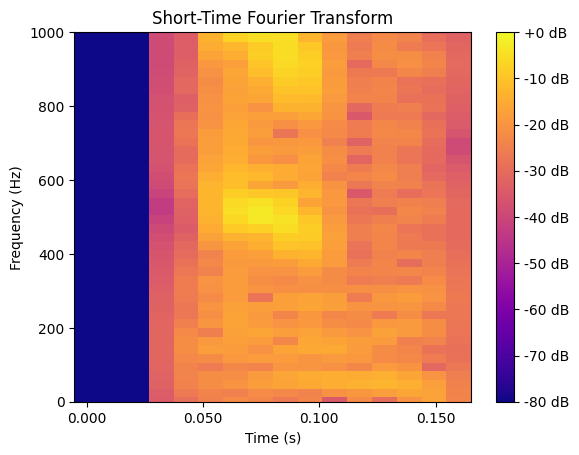 Short-Time Fourier Transform
1000
800
600
400
200
0
Frequency (Hz)
0.000
0.050
0.100
0.150
Time (s)
+0 dB
-10 dB
-20 dB
-30 dB
-40 dB
-50 dB
-60 dB
-70 dB
-80 dB